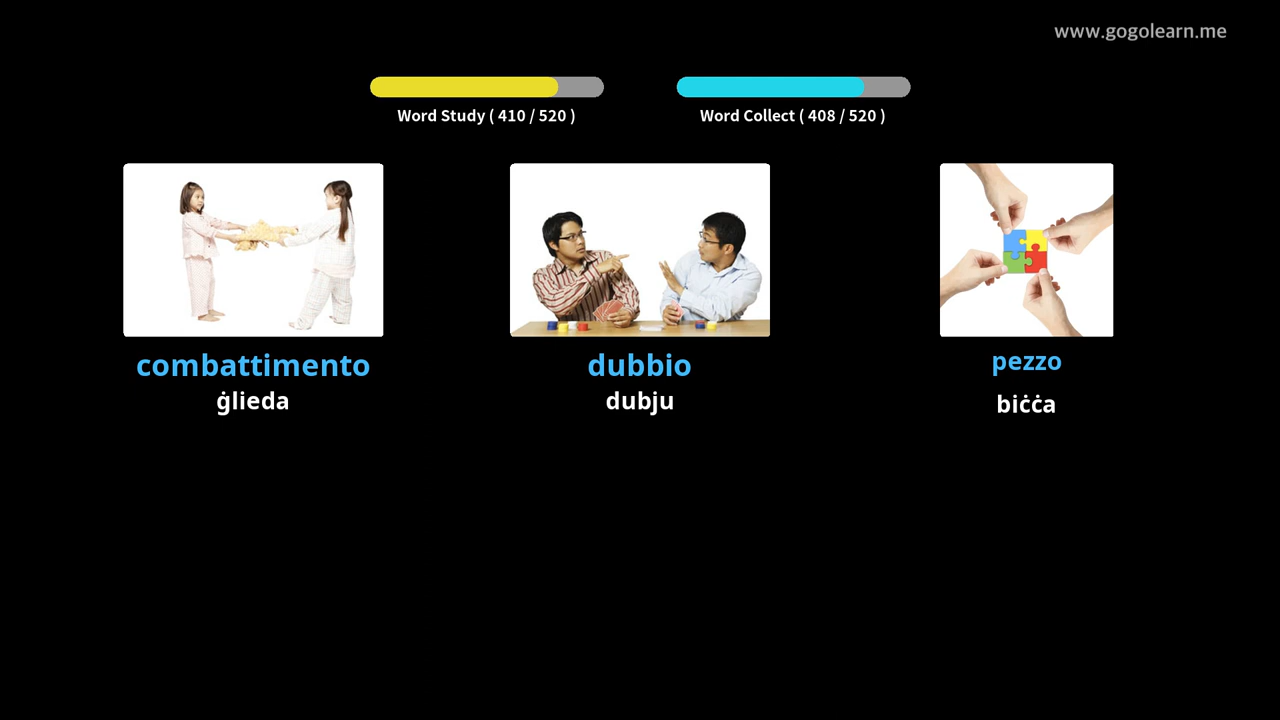 www.gogolearn.me
Word Study ( 410 / 520 )
Word Collect ( 408 / 520 )
combattimento
ġlieda
dubbio
dubju
pezzo
biċċa